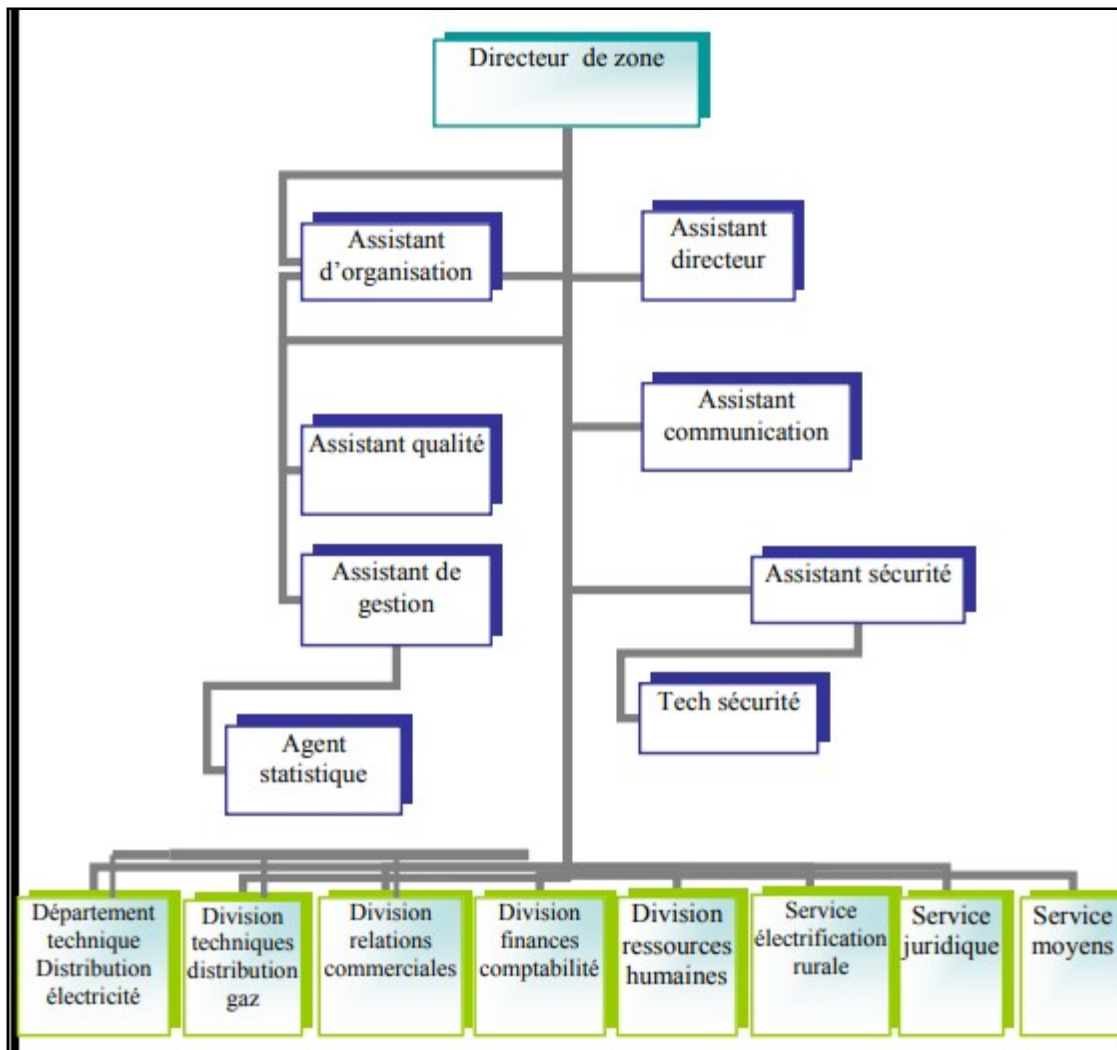 Directeur de zone
Assistant
d'organisation
Assistant
directeur
Assistant
communication
Assistant qualité
Assistant de
gestion
Assistant sécurité
Tech sécurité
Agent
statistique
Département
technique
Distribution
électricité
Division
techniques
distribution
gaz
Division
relations
commerciales
Division
finances
comptabilité
Division
ressources
humaines
Service
électrification
rurale
Service
juridique
Service
moyens